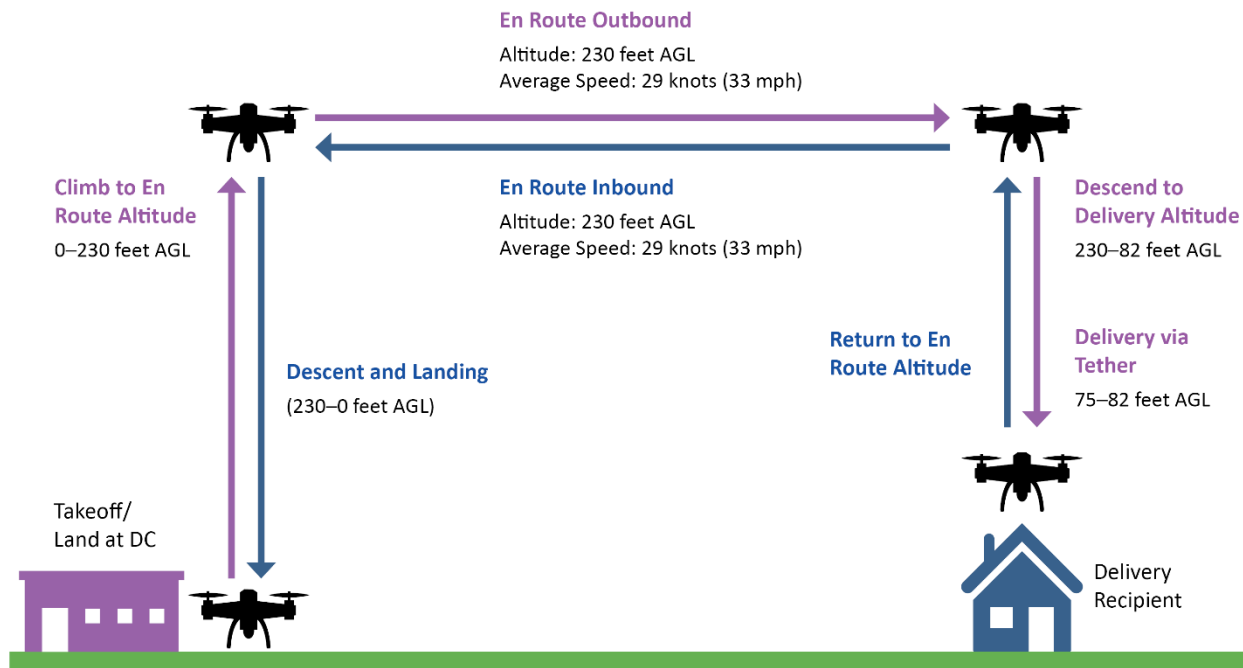 En Route Outbound
Altitude: 230 feet AGL
Average Speed: 29 knots (33 mph)
Climb to En
Route Altitude
0–230 feet AGL
En Route Inbound
Altitude: 230 feet AGL
Average Speed: 29 knots (33 mph)
Descend to
Delivery Altitude
230–82 feet AGL
Descent and Landing
(230–0 feet AGL)
Return to En
Route Altitude
Delivery via
Tether
75–82 feet AGL
Takeoff/
Land at DC
Delivery
Recipient